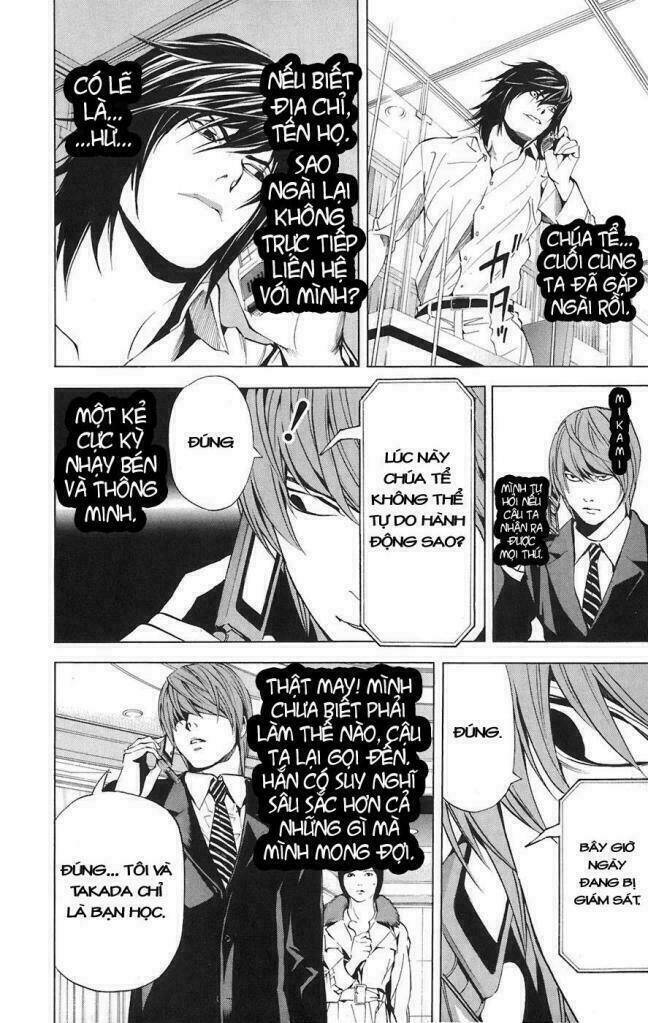 CHÚA TỂ...
CUỐI CÙNG
TA ĐÃ GẶP
NGÀI RỒI.
ガタッ
NẾU BIẾT
ĐỊA CHỈ,
TÊN HỌ.
SAO
NGÀI LẠI
KHÔNG
TRỰC TIẾP
LIÊN HỆ
VỚI MÌNH?
CÓ LẼ
LÀ...
...HỪ...
MIKAMI
MÌNH TỰ
HỎI NẾU
CẬU TA
NHẬN RA
ĐƯỢC
MỌI THỨ.
LÚC NÀY
CHÚA TỂ
KHÔNG THỂ
TỰ DO HÀNH
ĐỘNG SAO?
!
ĐÚNG
MỘT KẺ
CỰC KỲ
NHẠY BÉN
VÀ THÔNG
MINH.
ĐÚNG.
BÂY GIỜ
NGÀY
ĐANG BỊ
GIÁM SÁT.
THẬT MAY! MÌNH
CHƯA BIẾT PHẢI
LÀM THẾ NÀO, CẬU
TA LẠI GỌI ĐẾN.
HẮN CÓ SUY NGHĨ
SÂU SẮC HƠN CẢ
NHỮNG GÌ MÀ
MÌNH MONG ĐỢI.
ĐÚNG... TÔI VÀ
TAKADA CHỈ
LÀ BẠN HỌC.